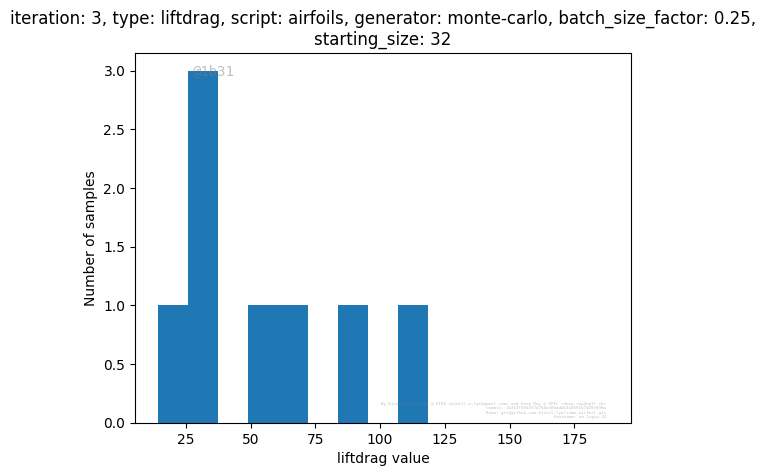 iteration: 3, type: liftdrag, script: airfoils, generator: monte-carlo, batch_size_factor: 0.25,
starting_size: 32
@1b31
3.0
2.5
2.0
1.5
1.0
0.5
0.0
Number of samples
25 50 75 100 125 150 175
liftdrag value